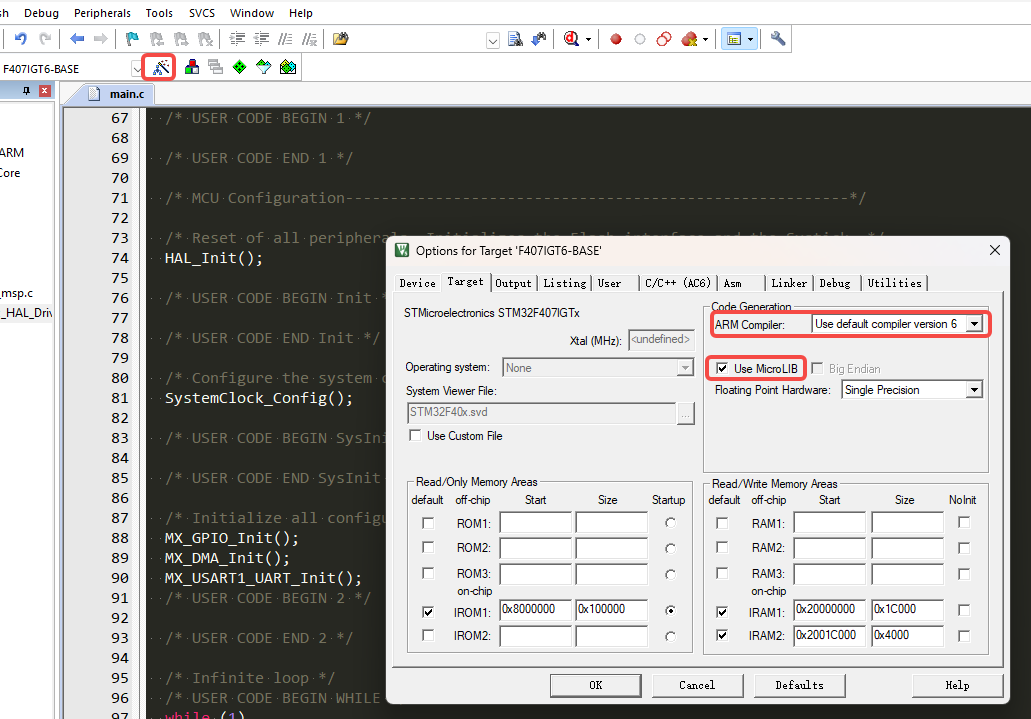 sh Debug Peripherals Tools SVCS Window Help
F407IGT6-BASE
main.c
ARM
Core
_msp.c
_HAL_Driv
67 /* USER CODE BEGIN 1 */
68
69 /* USER CODE END 1 */
70
71 /* MCU Configuration--------------------------------------------------------*/
72
73 /* Reset of all peripherals, Initializes the Flash interface and the Systick. */
74 HAL_Init();
75
76 /* USER CODE BEGIN Init *
77
78 /* USER CODE END Init */
79
80 /* Configure the system c
81 SystemClock_Config();
82
83 /* USER CODE BEGIN SysIni
84
85 /* USER CODE END SysInit
86
87 /* Initialize all configu
88 MX_GPIO_Init();
89 MX_DMA_Init();
90 MX_USART1_UART_Init();
91 /* USER CODE BEGIN 2 */
92
93 /* USER CODE END 2 */
94
95 /* Infinite loop */
96 /* USER CODE BEGIN WHILE
97 while (1)
Options for Target 'F407IGT6-BASE'
Device Target Output Listing User C/C++ (AC6) Asm Linker Debug Utilities
STMicroelectronics STM32F407IGTx
Xtal (MHz): <undefined>
Operating system: None
System Viewer File:
STM32F40x.svd ...
Use Custom File
Code Generation
ARM Compiler: Use default compiler version 6
Use MicroLIB Big Endian
Floating Point Hardware: Single Precision
Read/Only Memory Areas
default off-chip Start Size Startup
ROM1:
ROM2:
ROM3:
on-chip
IROM1: 0x8000000 0x100000
IROM2:
Read/Write Memory Areas
default off-chip Start Size NoInit
RAM1:
RAM2:
RAM3:
on-chip
IRAM1: 0x20000000 0x1C000
IRAM2: 0x2001C000 0x4000
OK Cancel Defaults Help